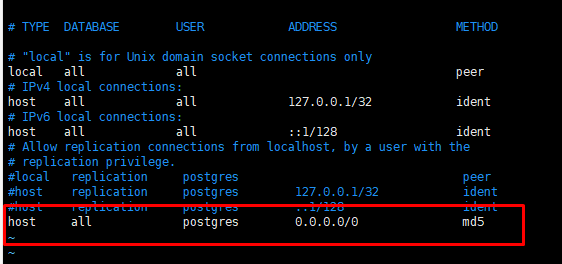 # TYPE  DATABASE        USER            ADDRESS                 METHOD
# "local" is for Unix domain socket connections only
local   all             all                                     peer
# IPv4 local connections:
host    all             all             127.0.0.1/32            ident
# IPv6 local connections:
host    all             all             ::1/128                 ident
# Allow replication connections from localhost, by a user with the
# replication privilege.
#local   replication     postgres                                peer
#host    replication     postgres        127.0.0.1/32            ident
#host    replication     postgres        ::1/128                 ident
host     all             postgres        0.0.0.0/0               md5
~
~